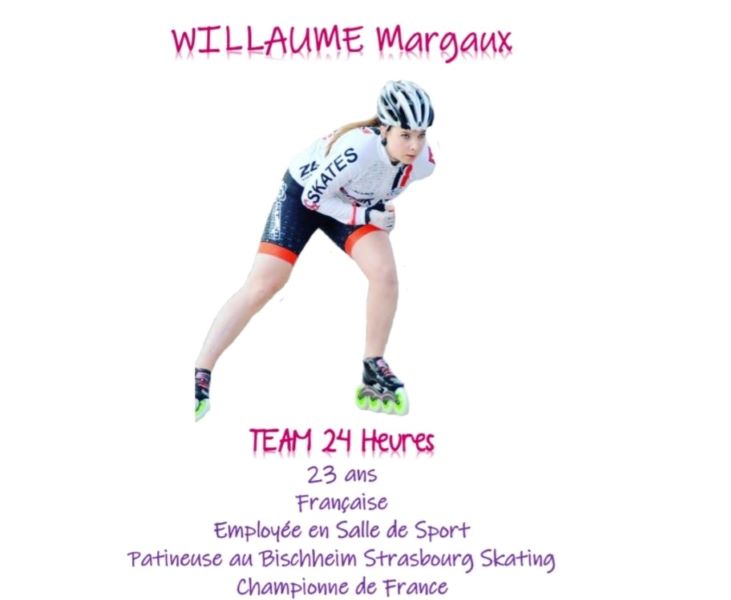 WILLAUME Margaux
SKATES
TEAM 24 Heures
23 ans
Française
Employée en Salle de Sport
Patineuse au Bischheim Strasbourg Skating
Championne de France